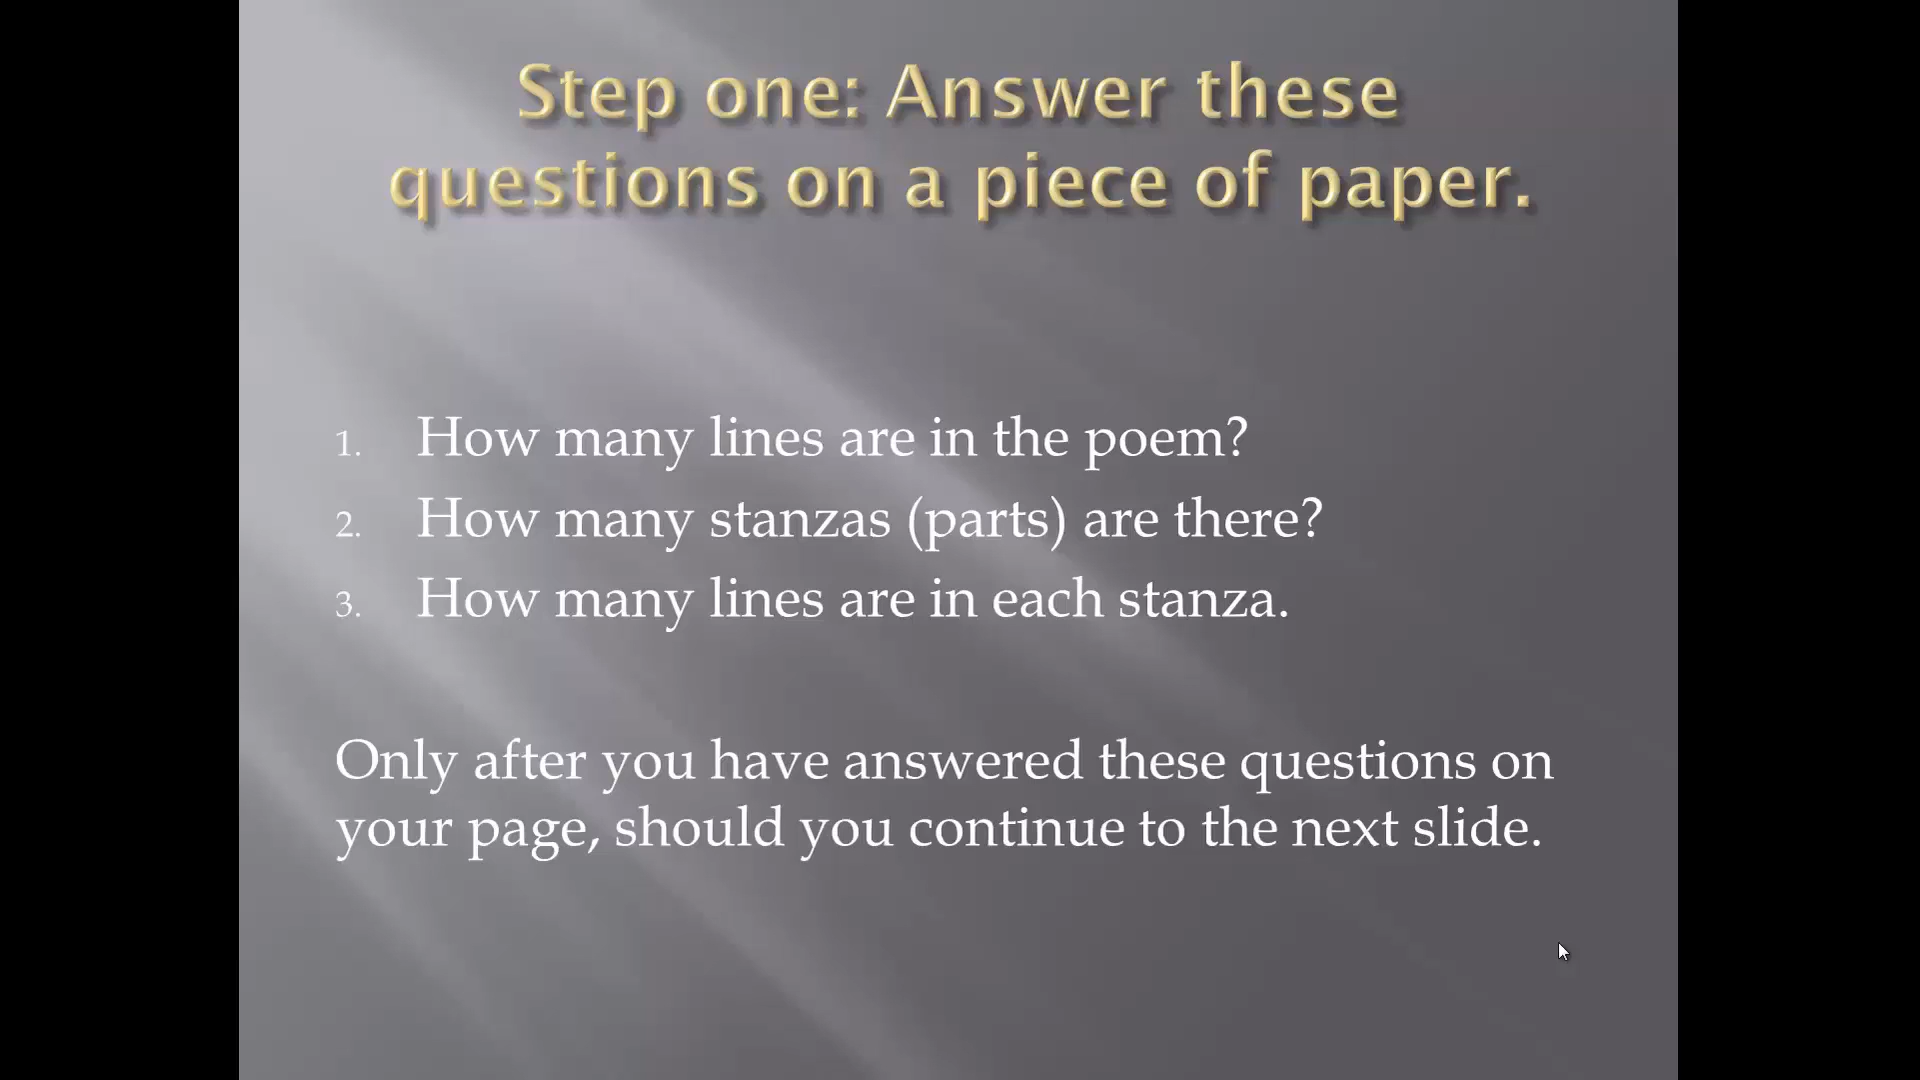 Step one: Answer these
questions on a piece of paper.
1. How many lines are in the poem?
2. How many stanzas (parts) are there?
3. How many lines are in each stanza.
Only after you have answered these questions on
your page, should you continue to the next slide.